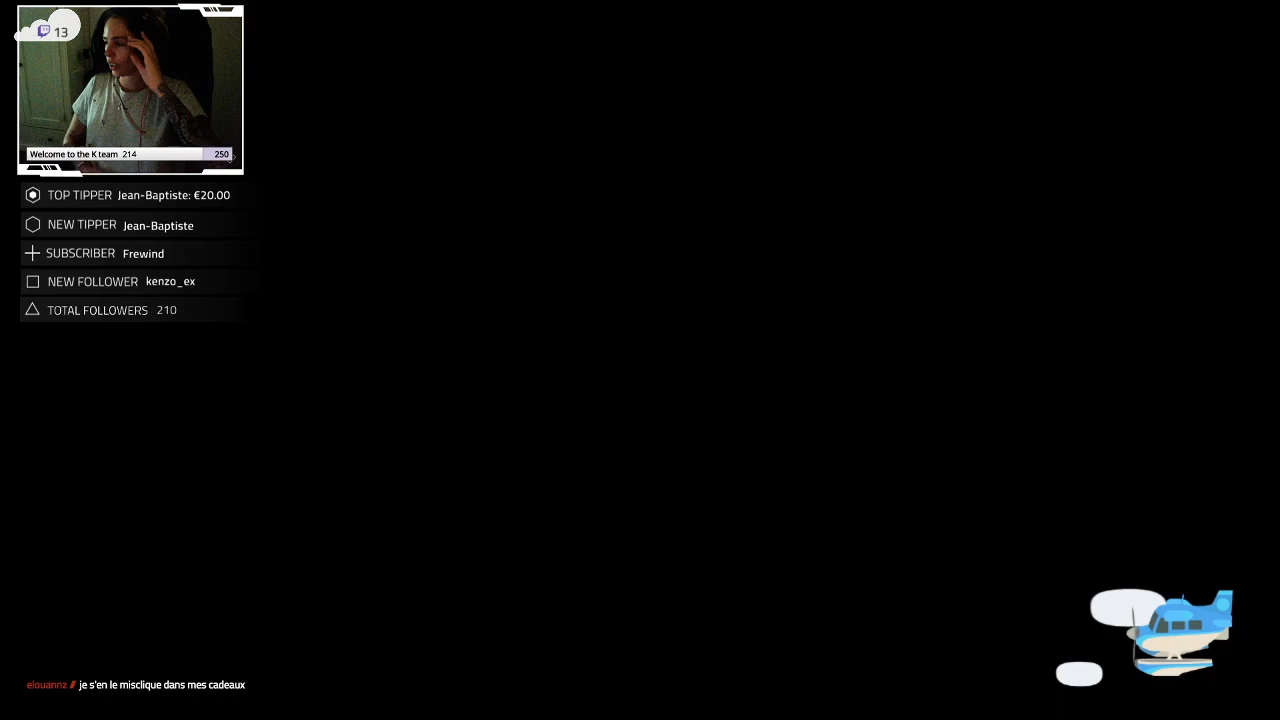 13
Welcome to the K team 214 250
TOP TIPPER Jean-Baptiste: €20.00
NEW TIPPER Jean-Baptiste
SUBSCRIBER Frewind
NEW FOLLOWER kenzo_ex
TOTAL FOLLOWERS 210
elouannz // je s'en le misclique dans mes cadeaux